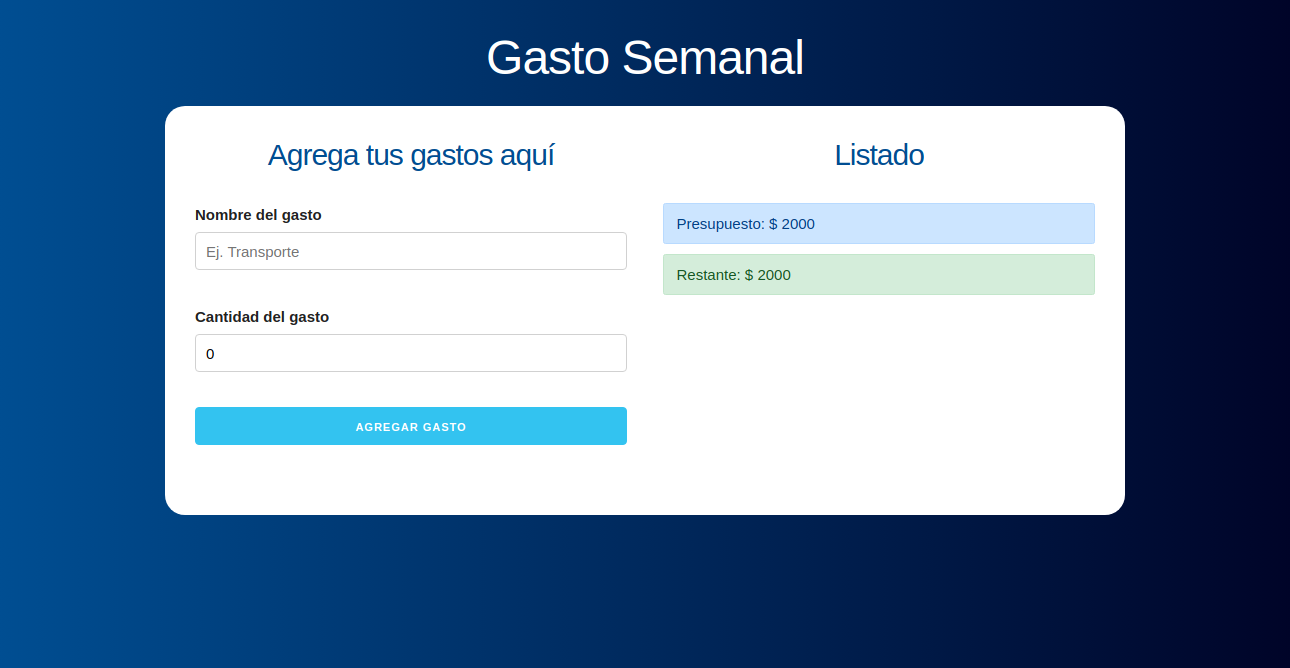 Gasto Semanal
Agrega tus gastos aquí
Nombre del gasto
Ej. Transporte
Cantidad del gasto
0
AGREGAR GASTO
Listado
Presupuesto: $ 2000
Restante: $ 2000